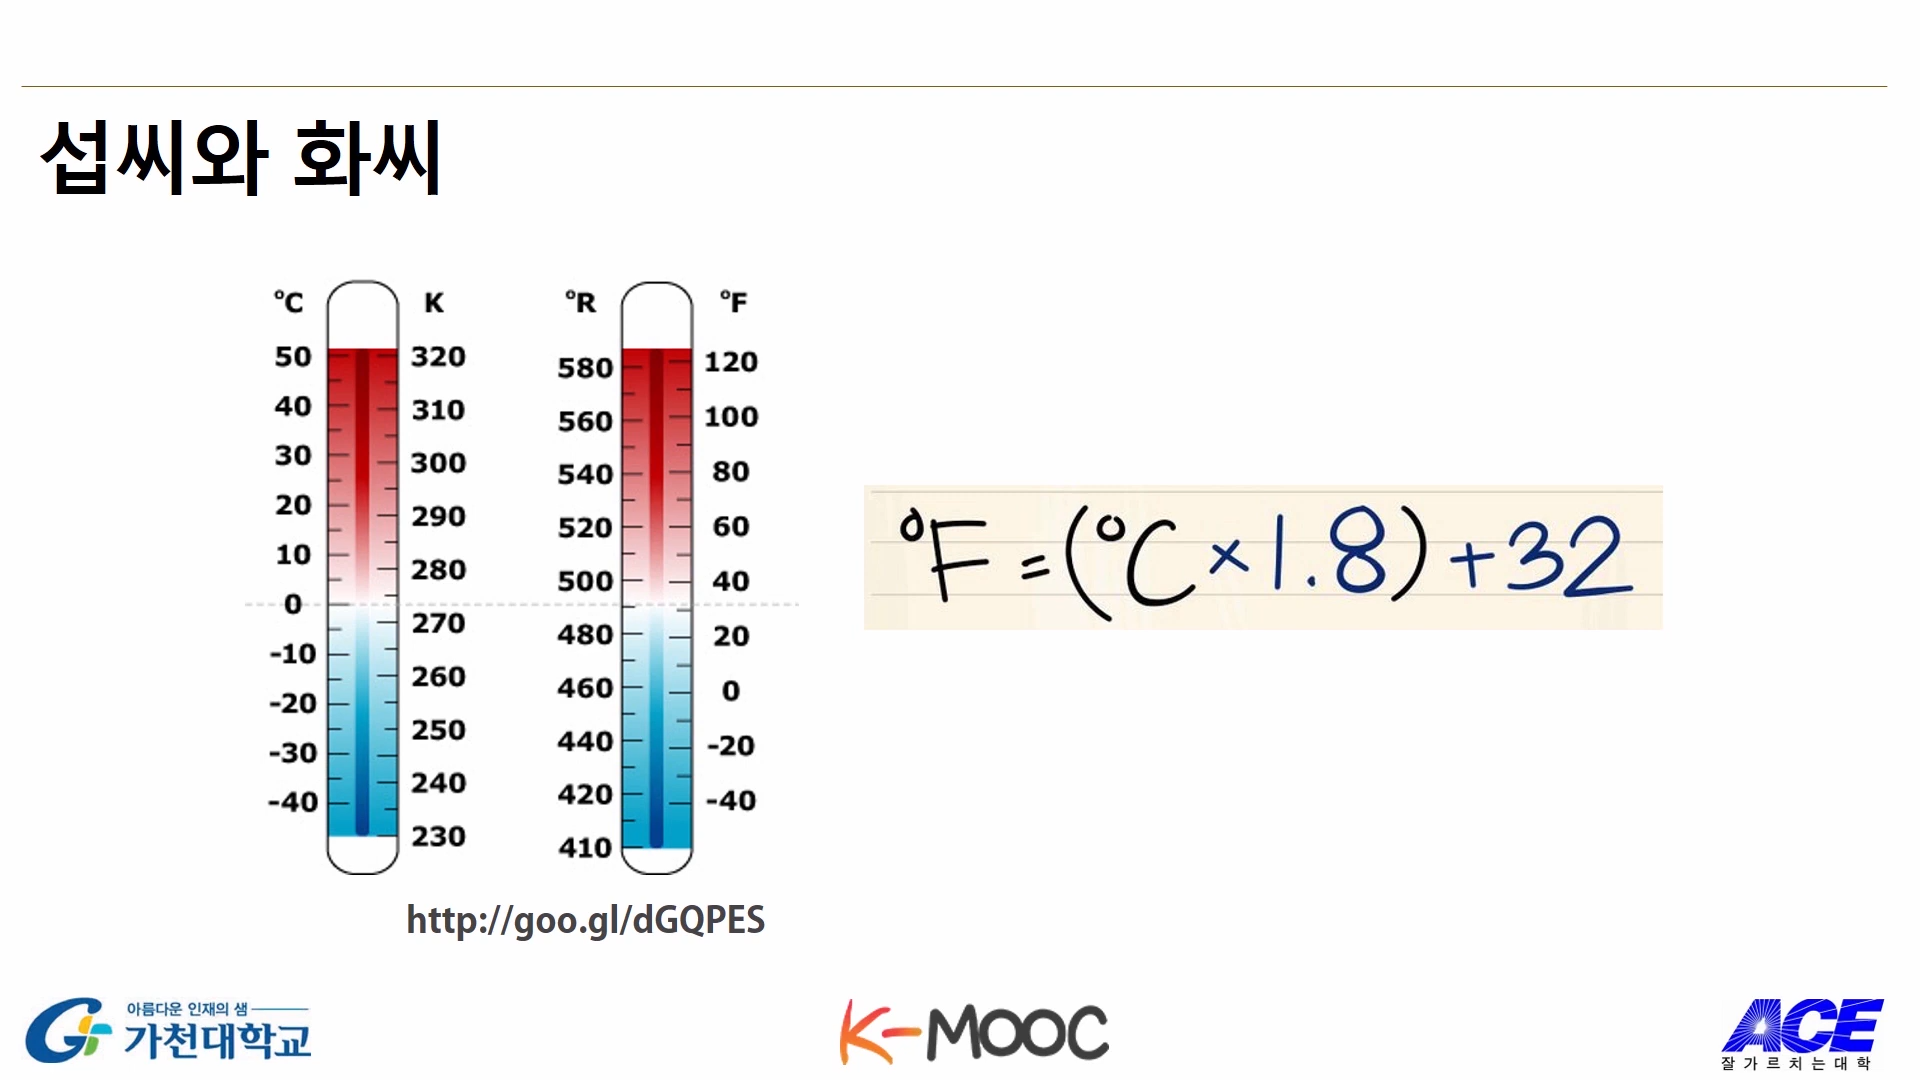 섭씨와 화씨
°C K °R °F
50 320 580 120
40 310 560 100
30 300 540 80
20 290 520 60
10 280 500 40
0 270 480 20
-10 260 460 0
-20 250 440 -20
-30 240 420 -40
-40 230 410
°F = (°C × 1.8) + 32
http://goo.gl/dGQPES
아름다운 인재의 샘
가천대학교
K-MOOC
ACE
잘 가 르 치 는 대 학